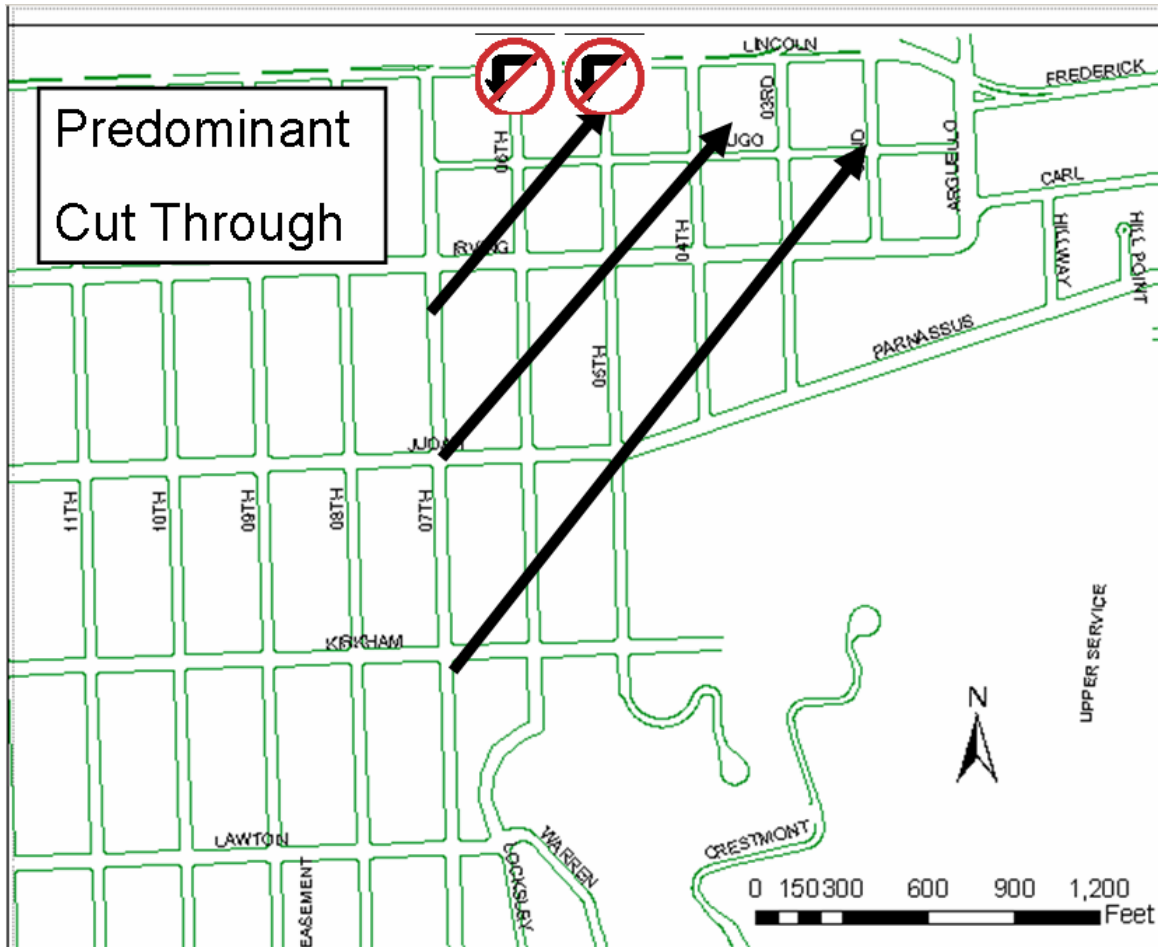 LINCOLN
FREDERICK
Predominant
Cut Through
03RD
06TH
UGO
ARGUELLO
CARL
HILLWAY
HILL POINT
04TH
IRVING
PARNASSUS
05TH
JUDAH
11TH
10TH
09TH
08TH
07TH
KIRKHAM
UPPER SERVICE
N
LAWTON
WARREN
CRESTMONT
LOCKSLEY
EASEMENT
0 150 300 600 900 1,200
Feet